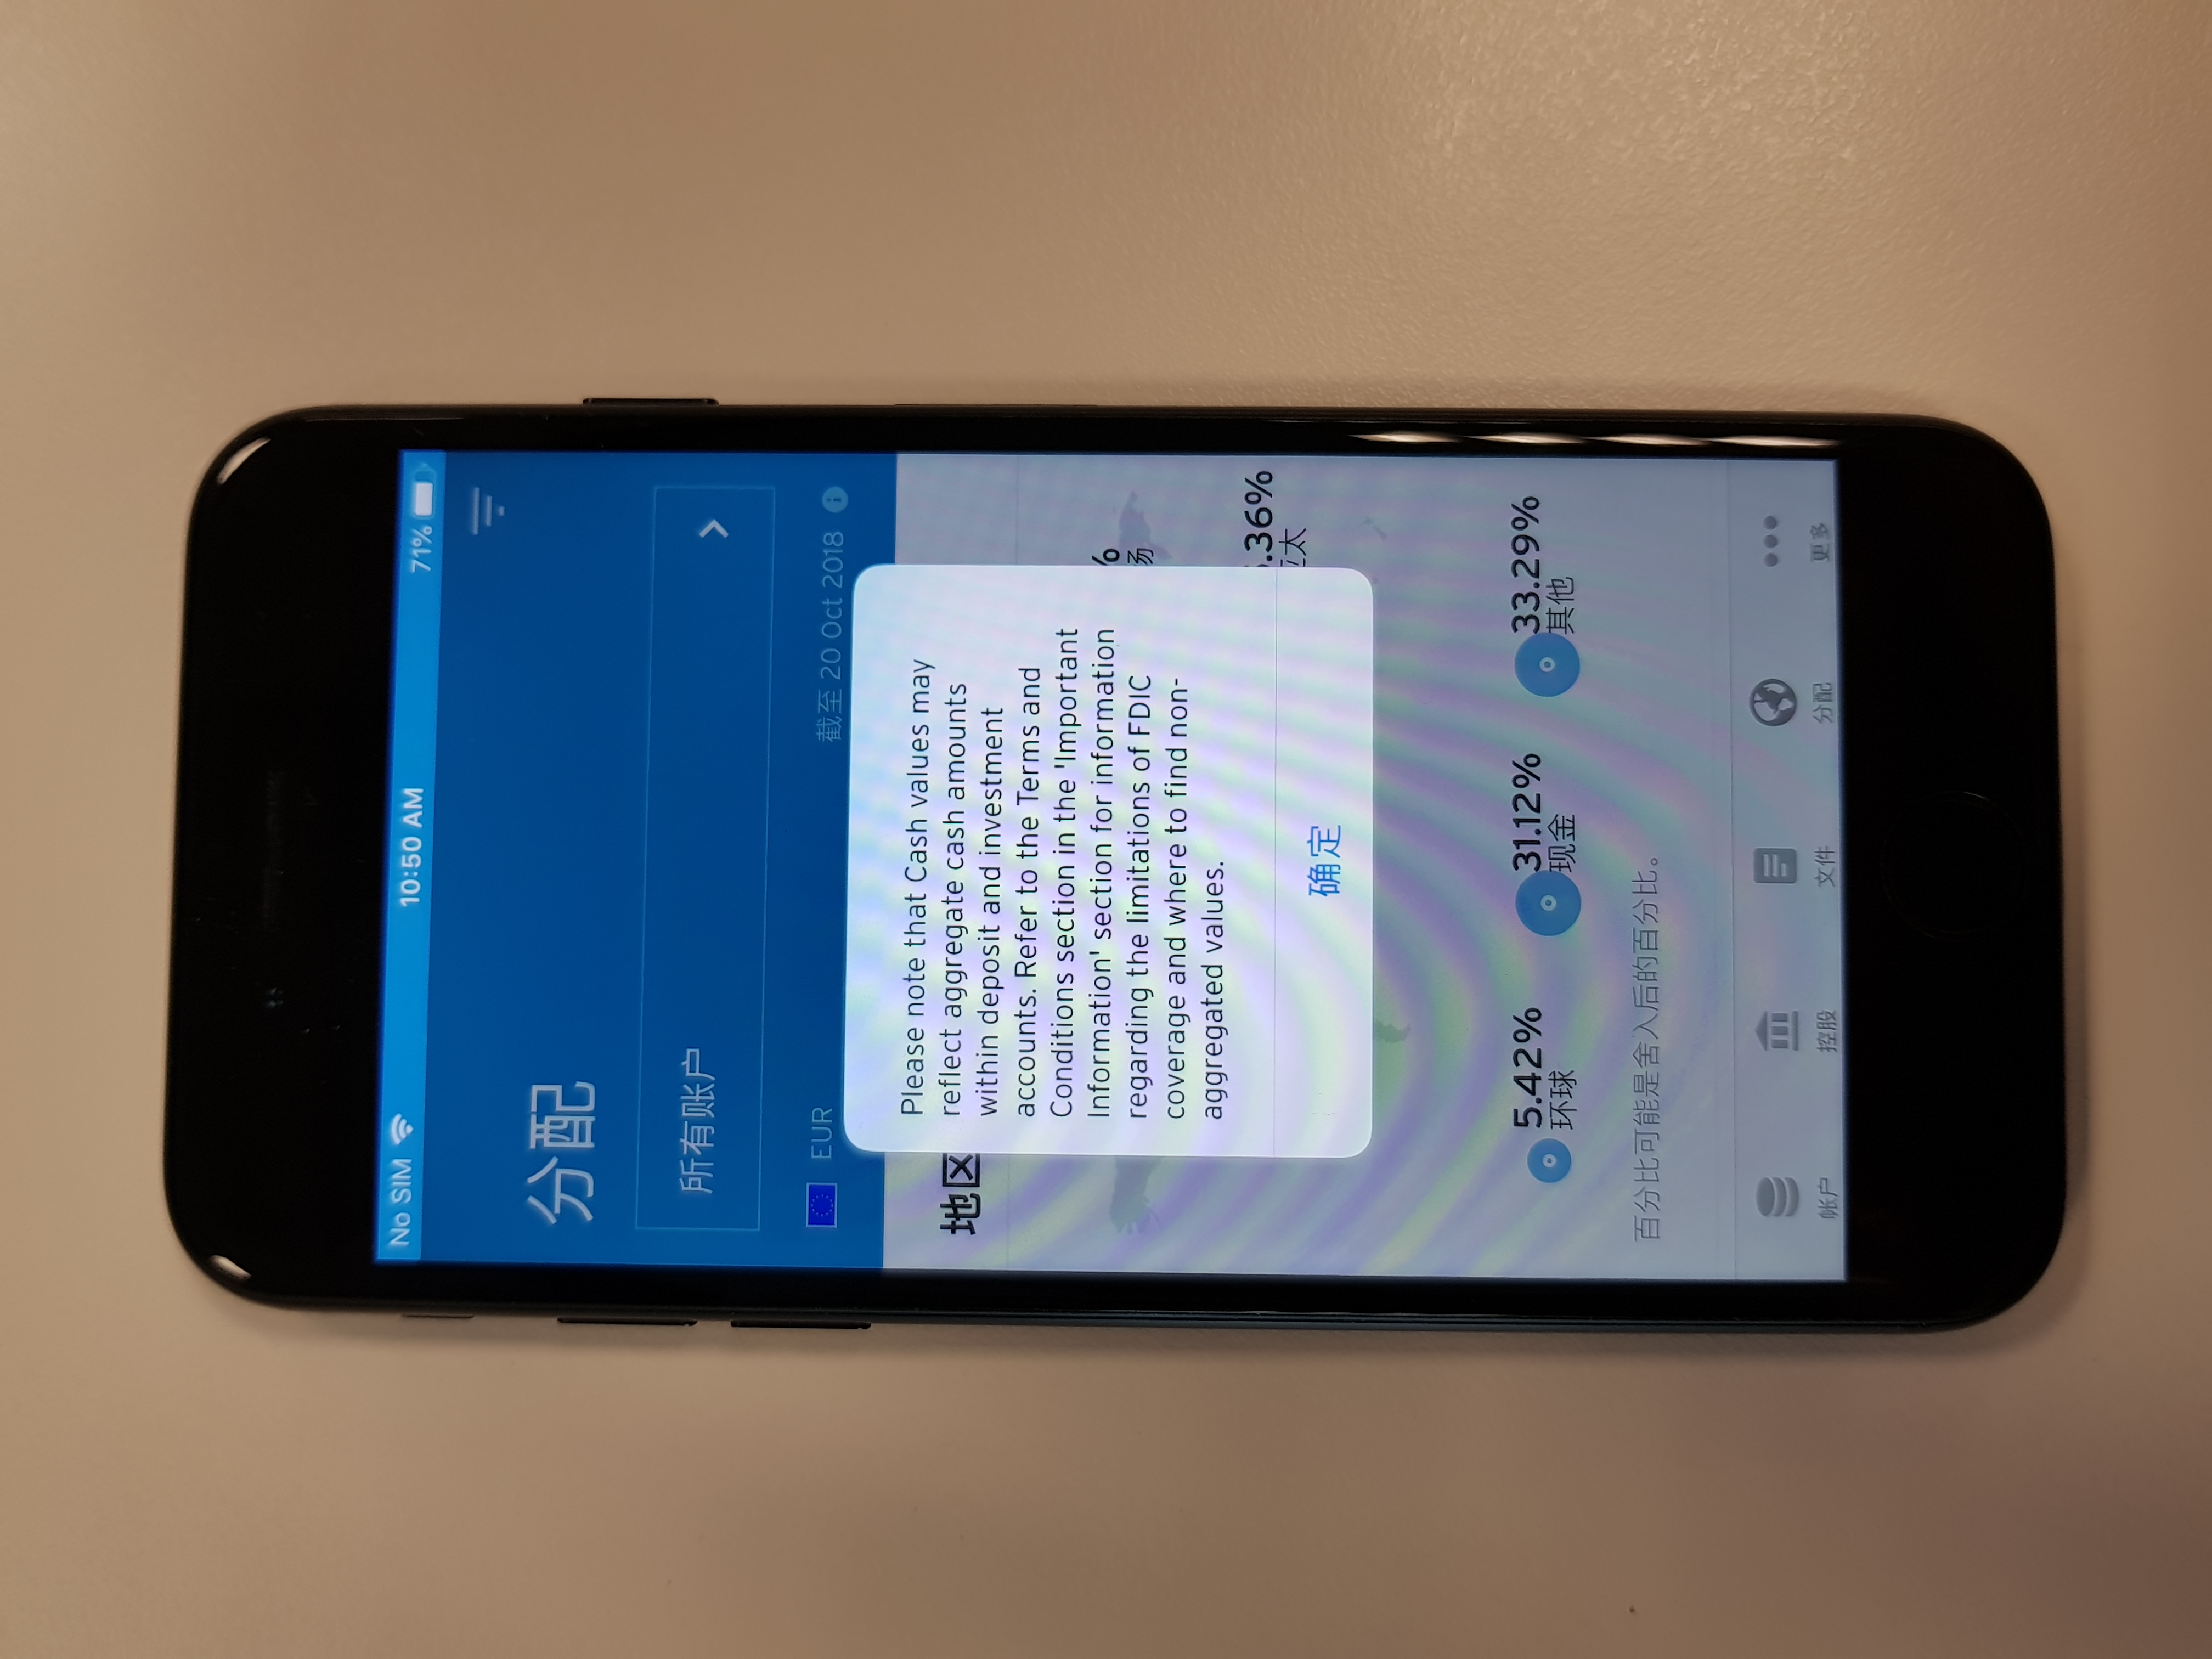 No SIM
10:50 AM
71%
分配
所有账户
EUR
截至 20 Oct 2018
地区
Please note that Cash values may
reflect aggregate cash amounts
within deposit and investment
accounts. Refer to the Terms and
Conditions section in the 'Important
Information' section for information
regarding the limitations of FDIC
coverage and where to find non-
aggregated values.
确定
%
场
.36%
太
5.42%
环球
31.12%
现金
33.29%
其他
百分比可能是舍入后的百分比。
帐户
控股
文件
分配
更多